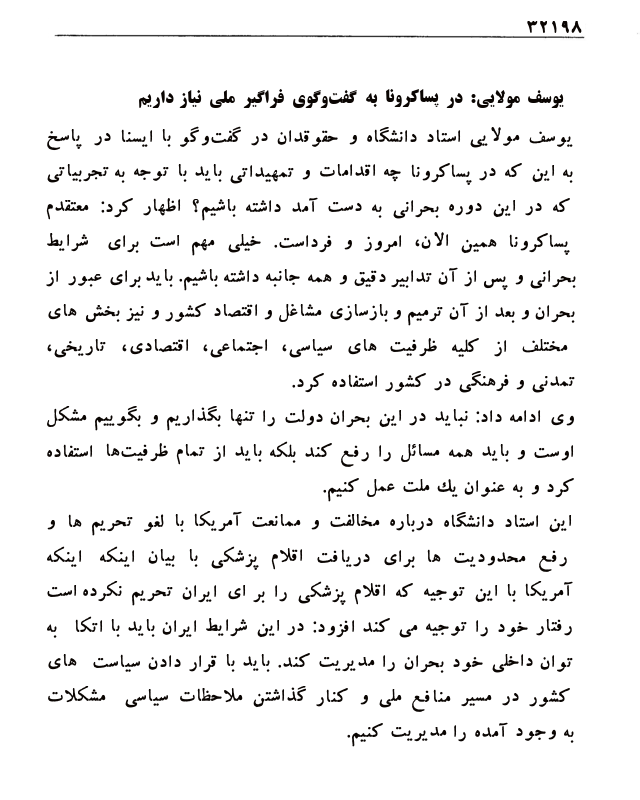 ۳۲۱۹۸
یوسف مولایی: در پساکرونا به گفت‌وگوی فراگیر ملی نیاز داریم
یوسف مولایی استاد دانشگاه و حقوقدان در گفت‌وگو با ایسنا در پاسخ
به این که در پساکرونا چه اقدامات و تمهیداتی باید با توجه به تجربیاتی
که در این دوره بحرانی به دست آمد داشته باشیم؟ اظهار کرد: معتقدم
پساکرونا همین الان، امروز و فرداست. خیلی مهم است برای شرایط
بحرانی و پس از آن تدابیر دقیق و همه جانبه داشته باشیم. باید برای عبور از
بحران و بعد از آن ترمیم و بازسازی مشاغل و اقتصاد کشور و نیز بخش های
مختلف از کلیه ظرفیت های سیاسی، اجتماعی، اقتصادی، تاریخی،
تمدنی و فرهنگی در کشور استفاده کرد.
وی ادامه داد: نباید در این بحران دولت را تنها بگذاریم و بگوییم مشکل
اوست و باید همه مسائل را رفع کند بلکه باید از تمام ظرفیت‌ها استفاده
کرد و به عنوان یك ملت عمل کنیم.
این استاد دانشگاه درباره مخالفت و ممانعت آمریکا با لغو تحریم ها و
رفع محدودیت ها برای دریافت اقلام پزشکی با بیان اینکه اینکه
آمریکا با این توجیه که اقلام پزشکی را بر ای ایران تحریم نکرده است
رفتار خود را توجیه می کند افزود: در این شرایط ایران باید با اتکا به
توان داخلی خود بحران را مدیریت کند. باید با قرار دادن سیاست های
کشور در مسیر منافع ملی و کنار گذاشتن ملاحظات سیاسی مشکلات
به وجود آمده را مدیریت کنیم.